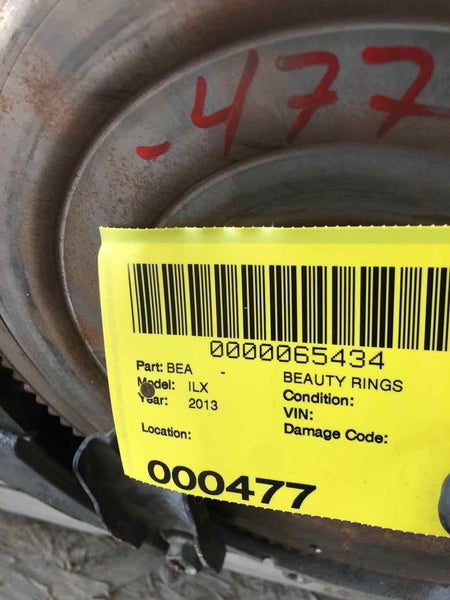 -477
0000065434
Part: BEA - BEAUTY RINGS
Model: ILX Condition:
Year: 2013 VIN:
Location: Damage Code:
000477